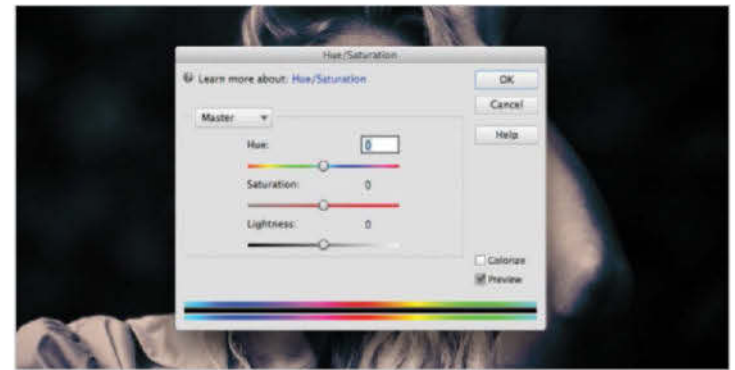 Hue/Saturation
Learn more about: Hue/Saturation
OK
Cancel
Help
Master
Hue:
0
Saturation:
0
Lightness:
0
Colorize
Preview